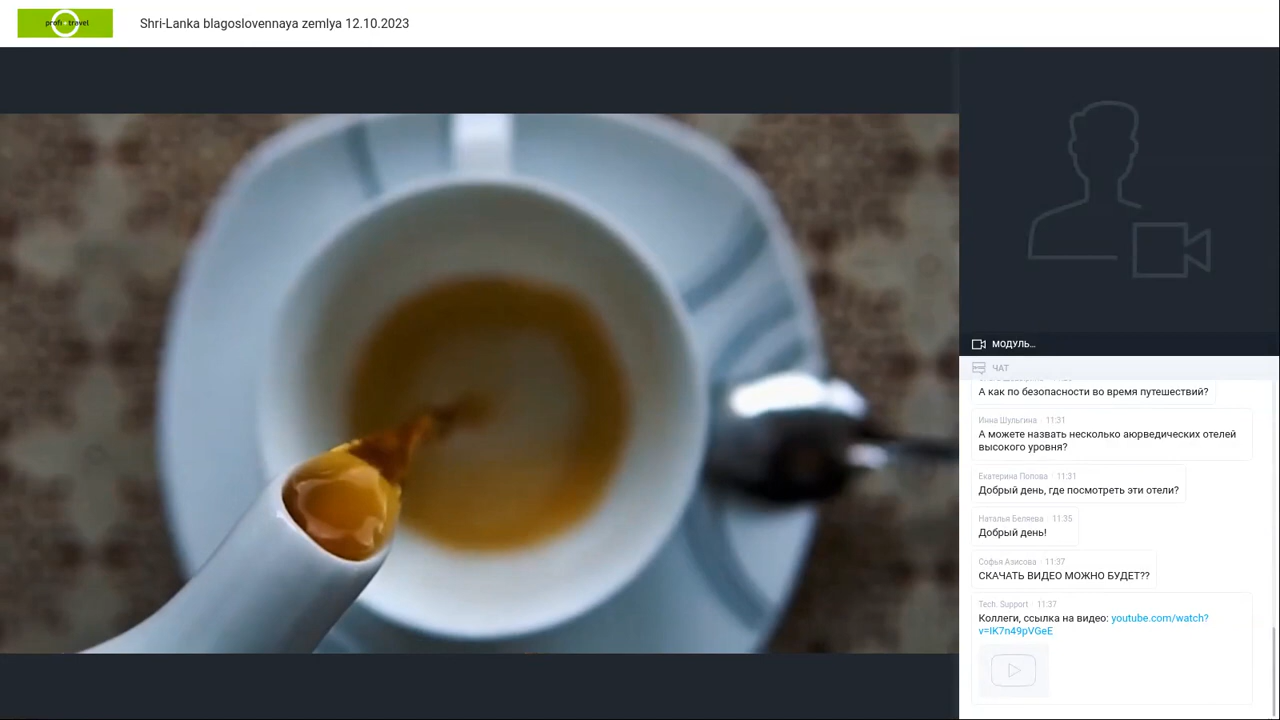 profi travel
Shri-Lanka blagoslovennaya zemlya 12.10.2023
МОДУЛЬ...
ЧАТ
А как по безопасности во время путешествий?
Инна Шульгина · 11:31
А можете назвать несколько аюрведических отелей
высокого уровня?
Екатерина Попова · 11:31
Добрый день, где посмотреть эти отели?
Наталья Беляева · 11:35
Добрый день!
Софья Азисова · 11:37
СКАЧАТЬ ВИДЕО МОЖНО БУДЕТ??
Tech. Support · 11:37
Коллеги, ссылка на видео: youtube.com/watch?
v=IK7n49pVGeE